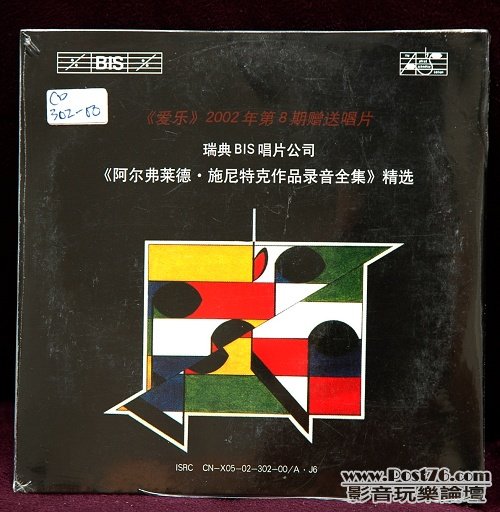 BIS
CD
302-00
《爱乐》2002年第8期赠送唱片
瑞典BIS唱片公司
《阿尔弗莱德·施尼特克作品录音全集》精选
ISRC CN-X05-02-302-00/A·J6
www.Post76.com
影音玩樂論壇